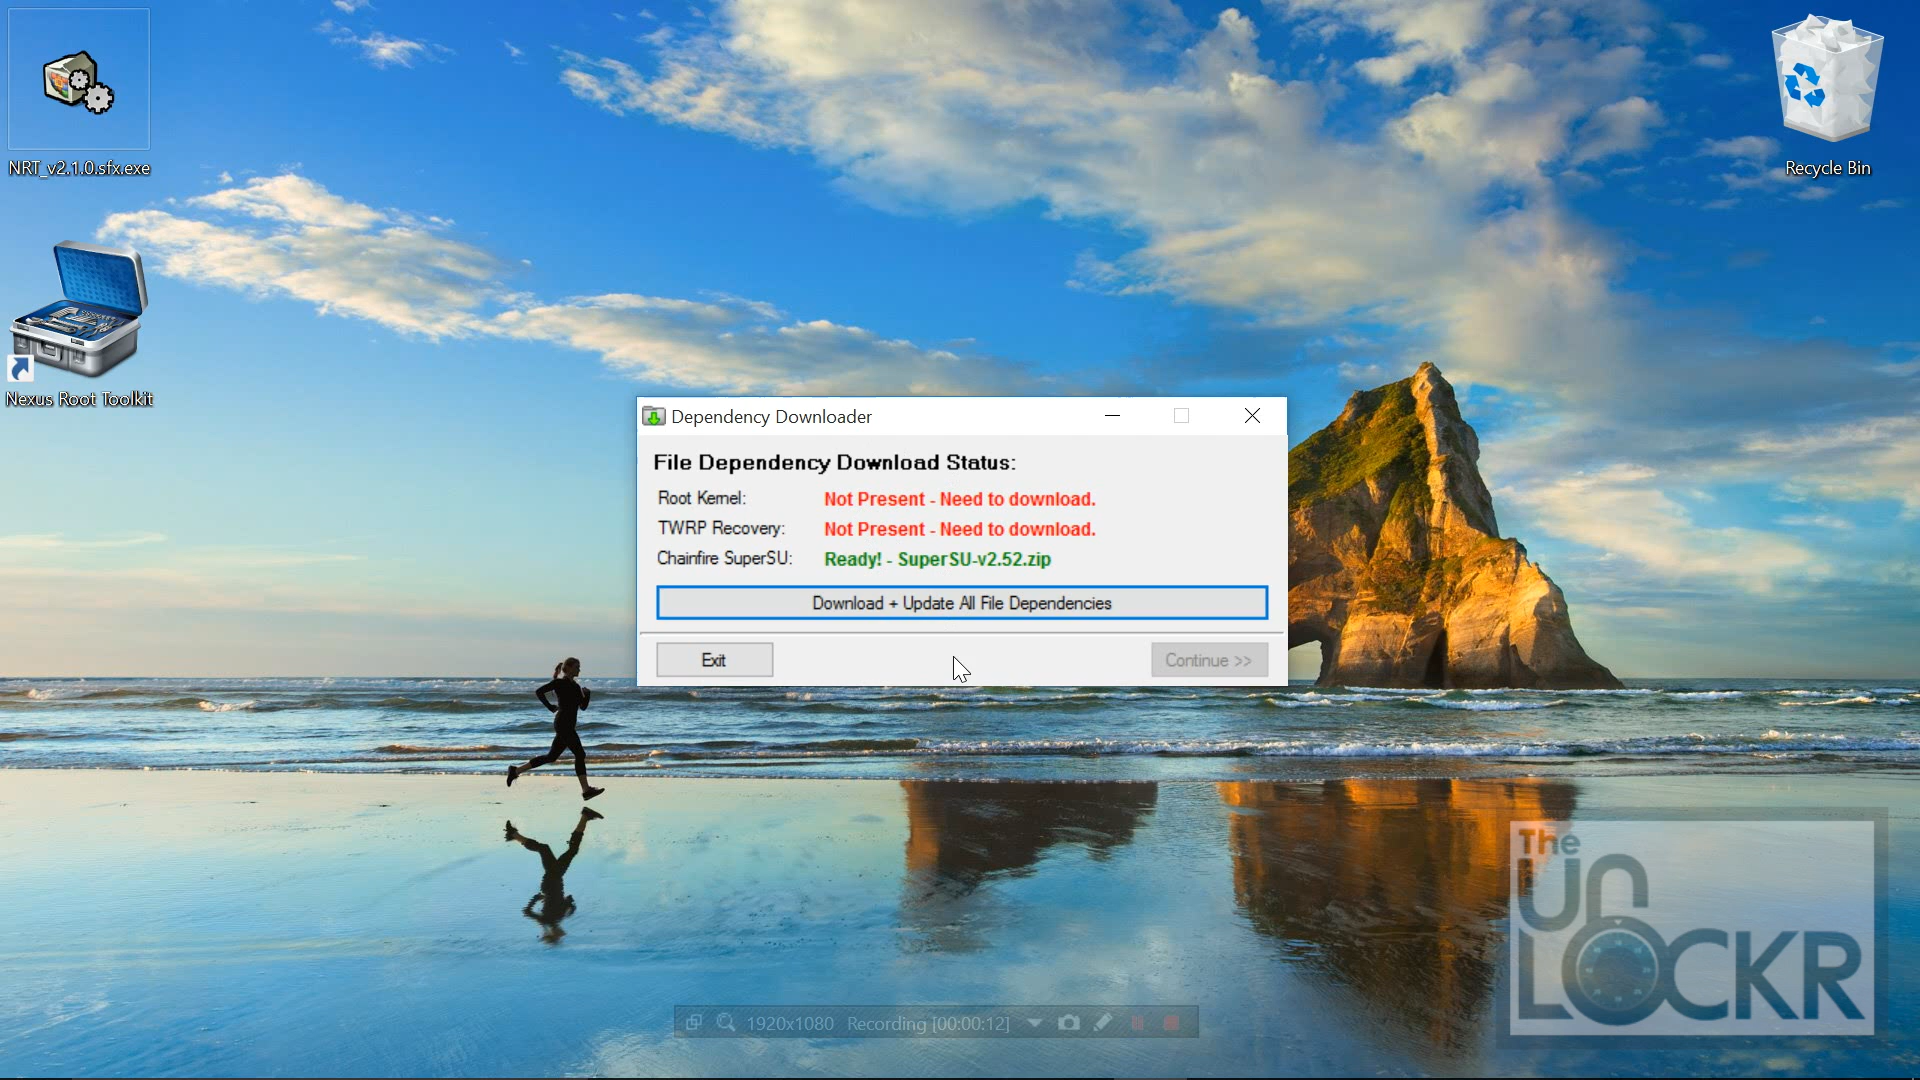 NRT_v2.1.0.sfx.exe
Recycle Bin
Nexus Root Toolkit
Dependency Downloader
File Dependency Download Status:
Root Kernel: Not Present - Need to download.
TWRP Recovery: Not Present - Need to download.
Chainfire SuperSU: Ready! - SuperSU-v2.52.zip
Download + Update All File Dependencies
Exit Continue >>
The
UN
LOCKR
1920x1080 Recording [00:00:12]